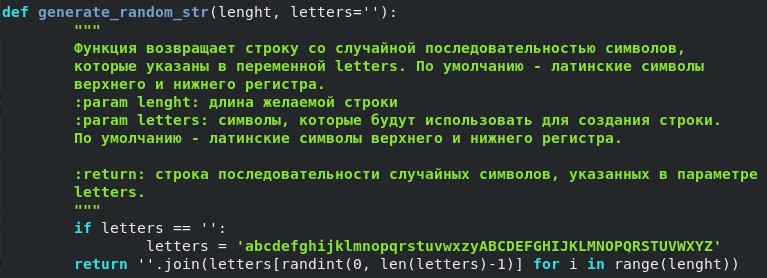 def generate_random_str(lenght, letters=''):
"""
Функция возвращает строку со случайной последовательностью символов,
которые указаны в переменной letters. По умолчанию - латинские символы
верхнего и нижнего регистра.
:param lenght: длина желаемой строки
:param letters: символы, которые будут использовать для создания строки.
По умолчанию - латинские символы верхнего и нижнего регистра.
:return: строка последовательности случайных символов, указанных в параметре
letters.
"""
if letters == '':
letters = 'abcdefghijklmnopqrstuvwxzyABCDEFGHIJKLMNOPQRSTUVWXYZ'
return ''.join(letters[randint(0, len(letters)-1)] for i in range(lenght))